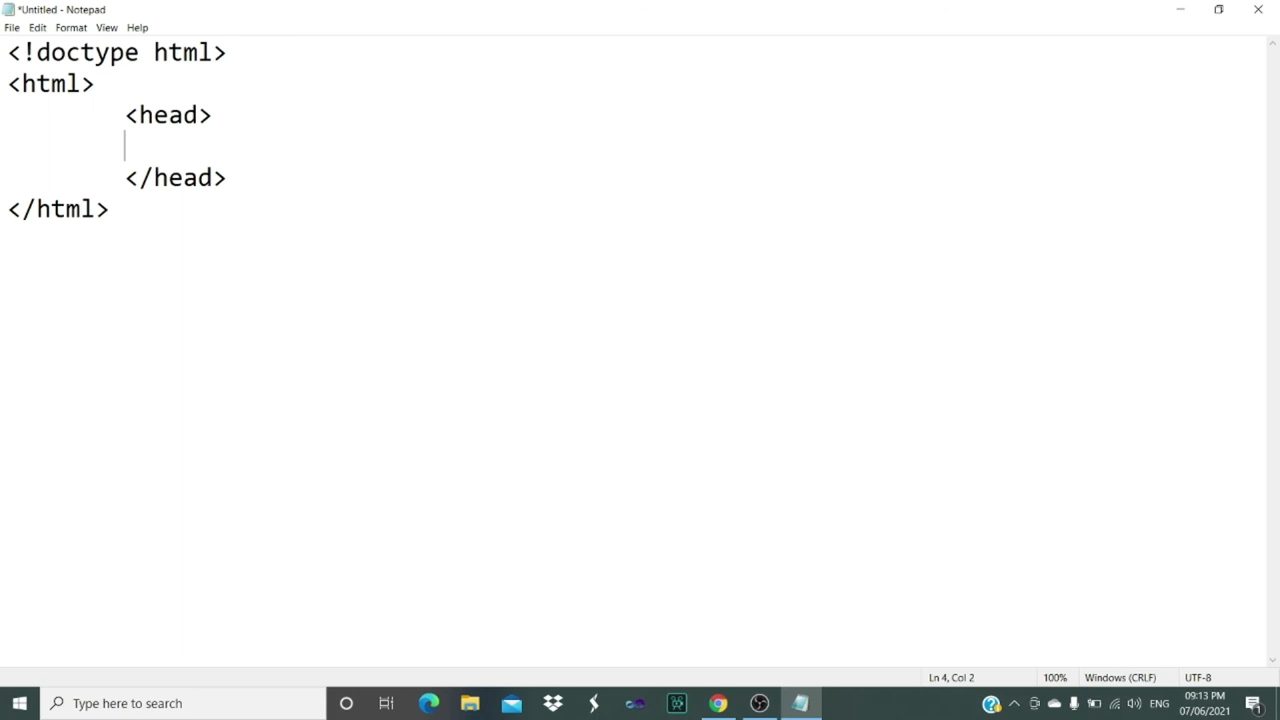 *Untitled - Notepad
File Edit Format View Help
<!doctype html>
<html>
<head>
</head>
</html>
Ln 4, Col 2 100% Windows (CRLF) UTF-8
Type here to search
ENG
09:13 PM
07/06/2021
1